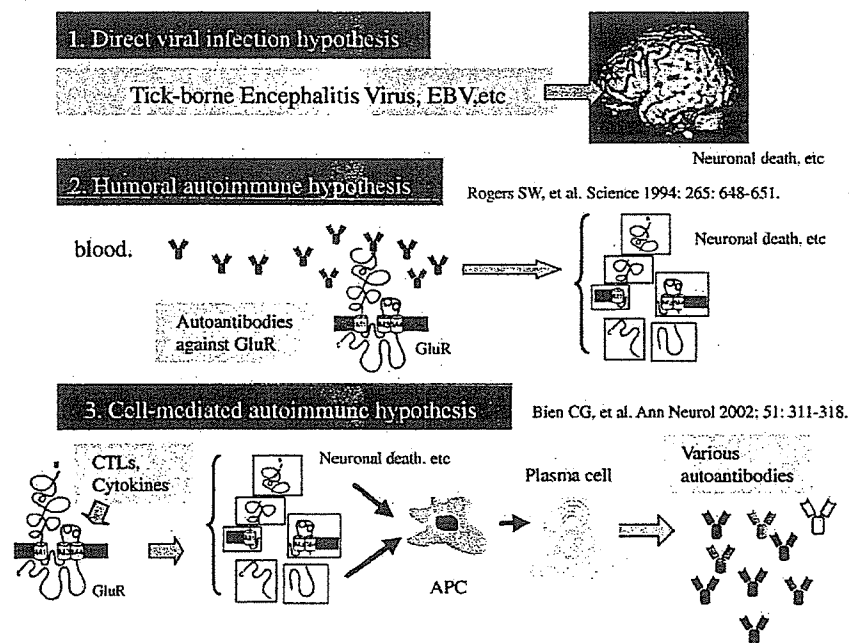 1. Direct viral infection hypothesis
Tick-borne Encephalitis Virus, EBV,etc
Neuronal death, etc
2. Humoral autoimmune hypothesis
Rogers SW, et al. Science 1994: 265: 648-651.
blood.
Neuronal death, etc
Autoantibodies
against GluR
GluR
3. Cell-mediated autoimmune hypothesis
Bien CG, et al. Ann Neurol 2002; 51: 311-318.
CTLs,
Cytokines
Neuronal death. etc
Plasma cell
Various
autoantibodies
GluR
APC